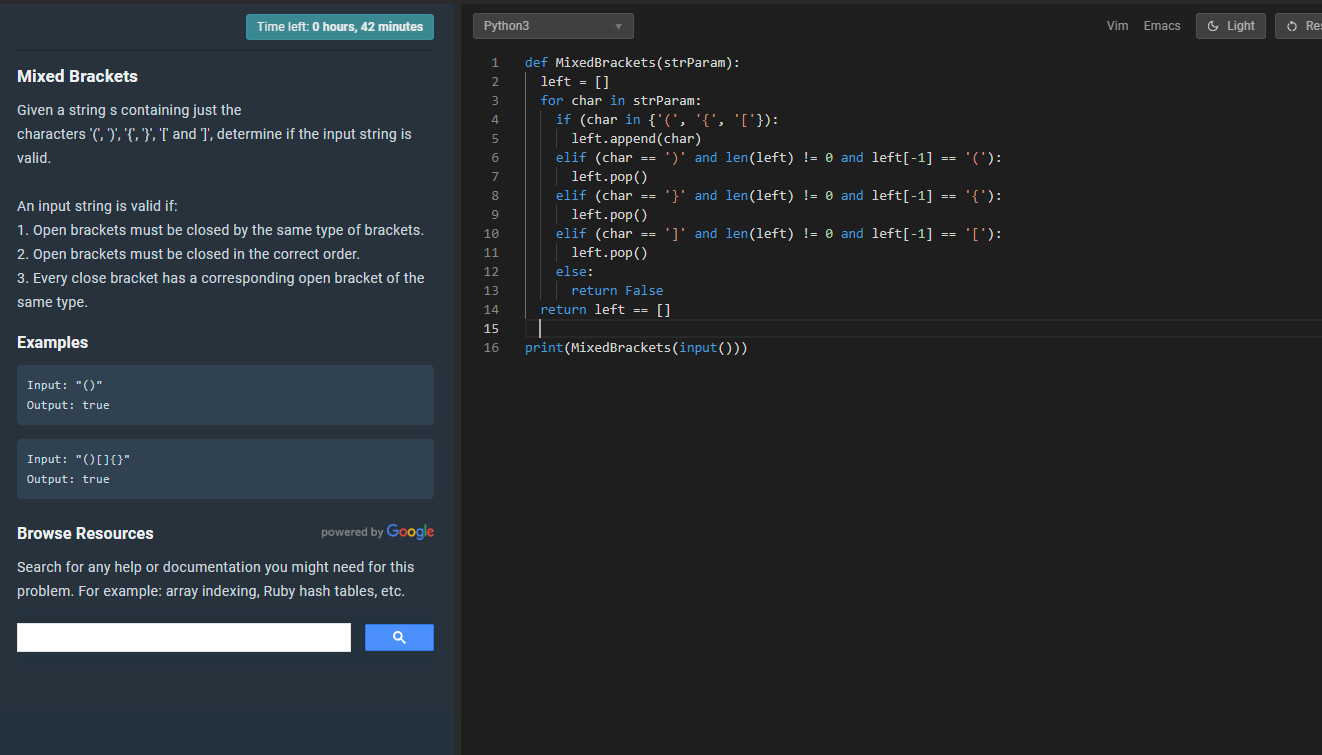 Time left: 0 hours, 42 minutes
Mixed Brackets
Given a string s containing just the
characters '(', ')', '{', '}', '[' and ']', determine if the input string is
valid.
An input string is valid if:
1. Open brackets must be closed by the same type of brackets.
2. Open brackets must be closed in the correct order.
3. Every close bracket has a corresponding open bracket of the
same type.
Examples
Input: "()"
Output: true
Input: "()[]{}"
Output: true
Browse Resources
powered by Google
Search for any help or documentation you might need for this
problem. For example: array indexing, Ruby hash tables, etc.
Python3
Vim Emacs Light Res
1 def MixedBrackets(strParam):
2   left = []
3   for char in strParam:
4     if (char in {'(', '{', '['}):
5       left.append(char)
6     elif (char == ')' and len(left) != 0 and left[-1] == '('):
7       left.pop()
8     elif (char == '}' and len(left) != 0 and left[-1] == '{'):
9       left.pop()
10     elif (char == ']' and len(left) != 0 and left[-1] == '['):
11       left.pop()
12     else:
13       return False
14   return left == []
15
16 print(MixedBrackets(input()))